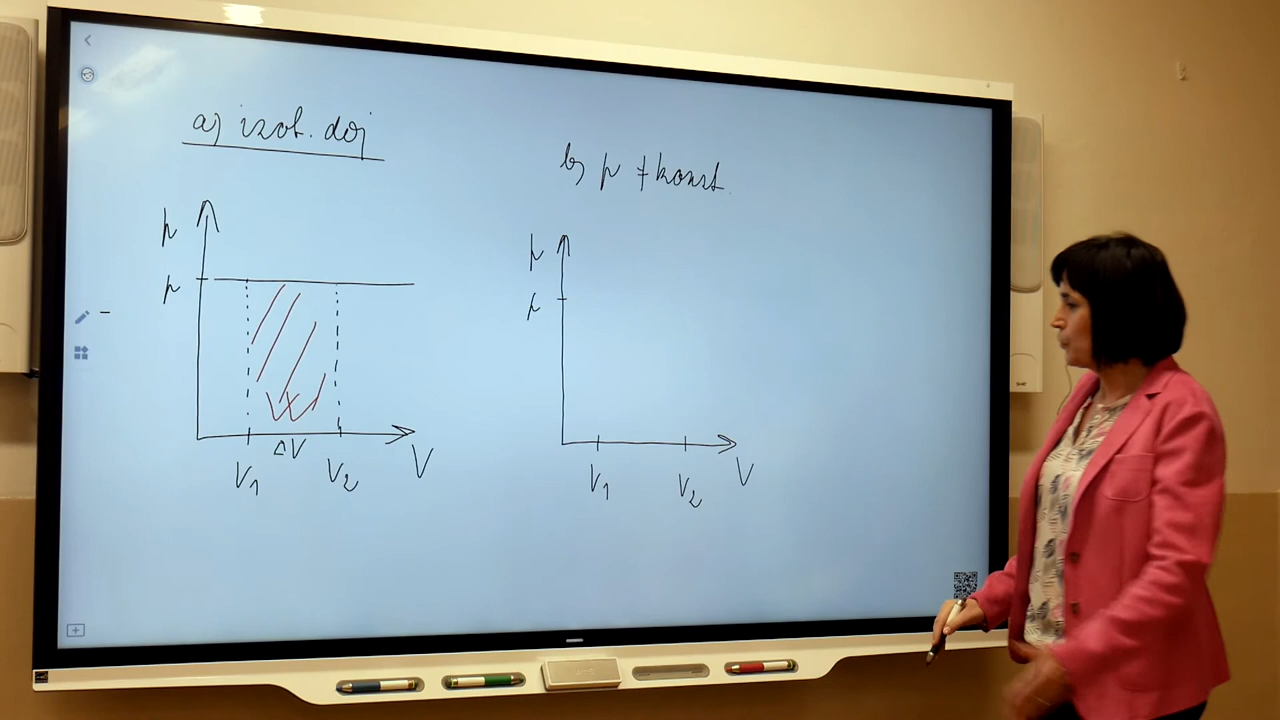 a) izob. dej
p
p
W
ΔV
V1
V2
V
b) p ≠ konst.
p
p
V1
V2
V